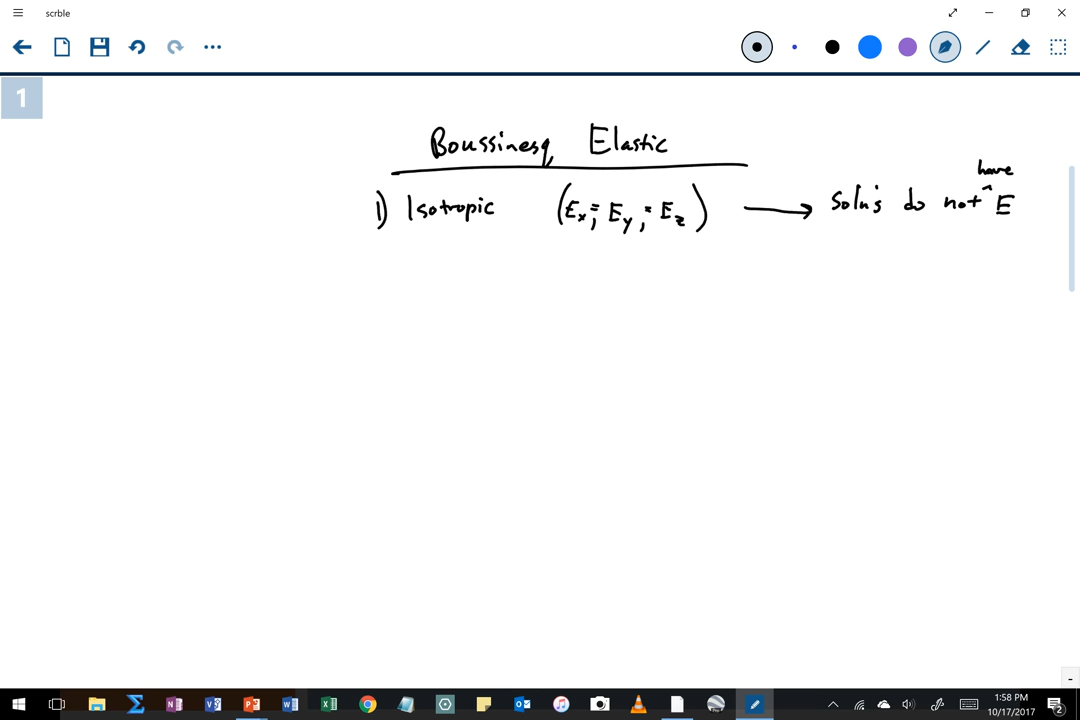 scrble
1
Boussinesq Elastic
have
1) Isotropic (Ex, = Ey, = Ez) → Soln's do not ^ E
1:58 PM
10/17/2017
2